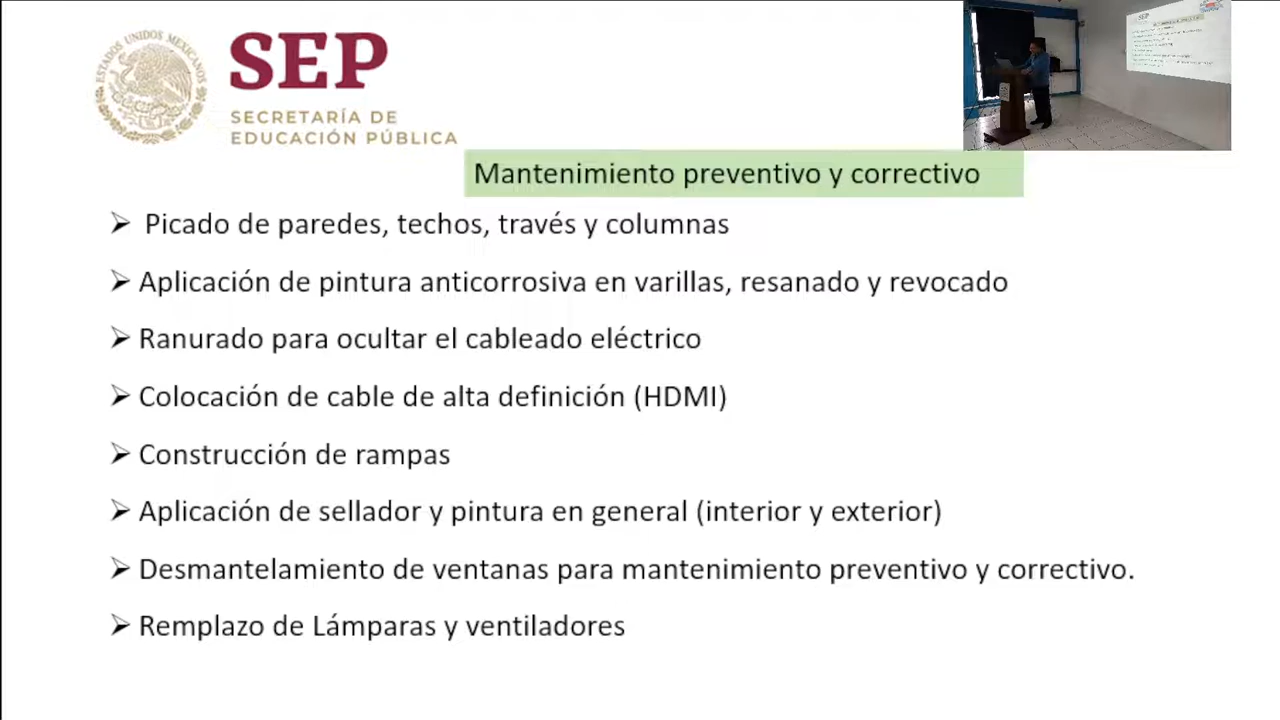 ESTADOS UNIDOS MEXICANOS
SEP
SECRETARÍA DE
EDUCACIÓN PÚBLICA
Mantenimiento preventivo y correctivo
➢ Picado de paredes, techos, través y columnas
➢ Aplicación de pintura anticorrosiva en varillas, resanado y revocado
➢ Ranurado para ocultar el cableado eléctrico
➢ Colocación de cable de alta definición (HDMI)
➢ Construcción de rampas
➢ Aplicación de sellador y pintura en general (interior y exterior)
➢ Desmantelamiento de ventanas para mantenimiento preventivo y correctivo.
➢ Remplazo de Lámparas y ventiladores
SEP